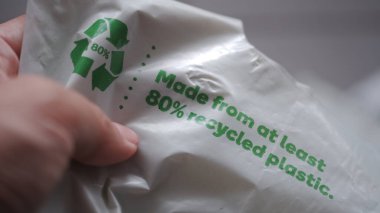 80%
Made from at least
80% recycled plastic.